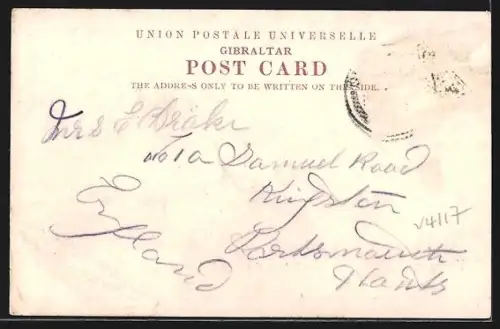 UNION POSTALE UNIVERSELLE
GIBRALTAR
POST CARD
THE ADDRESS ONLY TO BE WRITTEN ON THIS SIDE.
Mrs E Drake
No 1a Samuel Road
Kingston
Portsmouth
Hants
England
v4117